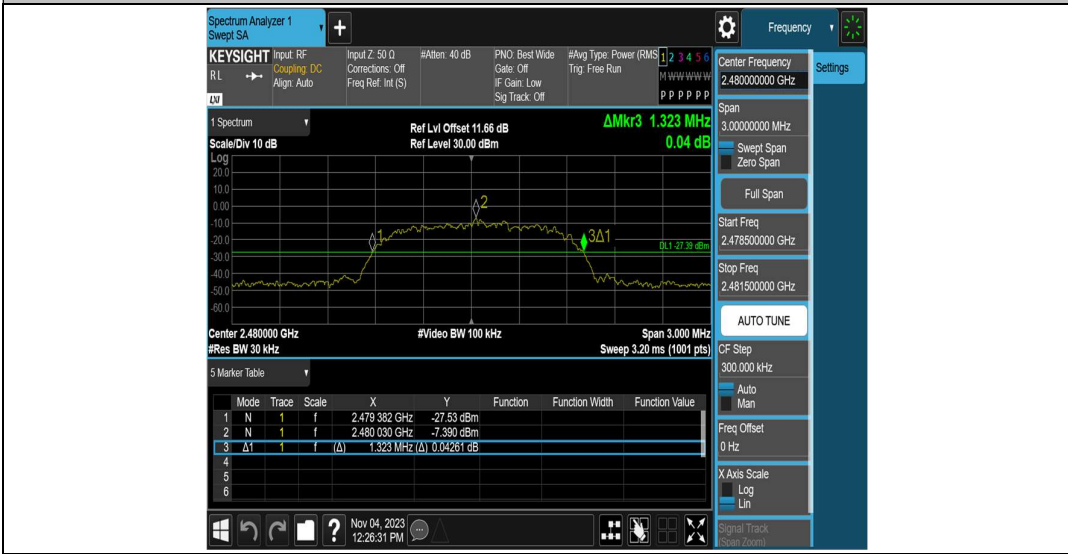 Spectrum Analyzer 1
Swept SA
Frequency
KEYSIGHT
RL
LXI
Input: RF
Coupling: DC
Align: Auto
Input Z: 50 Ω
Corrections: Off
Freq Ref: Int (S)
#Atten: 40 dB
PNO: Best Wide
Gate: Off
IF Gain: Low
Sig Track: Off
#Avg Type: Power (RMS
Trig: Free Run
1 2 3 4 5 6
M W W W W W
P P P P P P
1 Spectrum
Ref Lvl Offset 11.66 dB
ΔMkr3 1.323 MHz
Scale/Div 10 dB
Ref Level 30.00 dBm
0.04 dB
Log
20.0
10.0
0.00
-10.0
-20.0
-30.0
-40.0
-50.0
-60.0
1
2
3Δ1
DL1 -27.39 dBm
Center 2.480000 GHz
#Video BW 100 kHz
Span 3.000 MHz
#Res BW 30 kHz
Sweep 3.20 ms (1001 pts)
5 Marker Table
Mode Trace Scale X Y Function Function Width Function Value
1 N 1 f 2.479 382 GHz -27.53 dBm
2 N 1 f 2.480 030 GHz -7.390 dBm
3 Δ1 1 f (Δ) 1.323 MHz (Δ) 0.04261 dB
4
5
6
Nov 04, 2023
12:26:31 PM
Center Frequency
2.480000000 GHz
Settings
Span
3.00000000 MHz
Swept Span
Zero Span
Full Span
Start Freq
2.478500000 GHz
Stop Freq
2.481500000 GHz
AUTO TUNE
CF Step
300.000 kHz
Auto
Man
Freq Offset
0 Hz
X Axis Scale
Log
Lin
Signal Track
(Span Zoom)